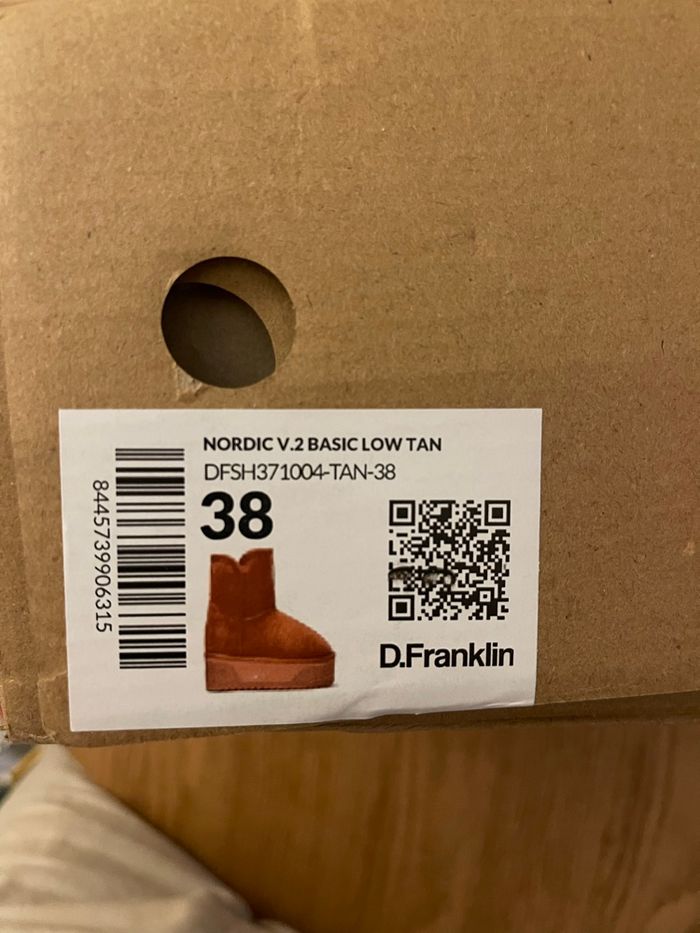 NORDIC V.2 BASIC LOW TAN
DFSH371004-TAN-38
38
8445739906315
D.Franklin